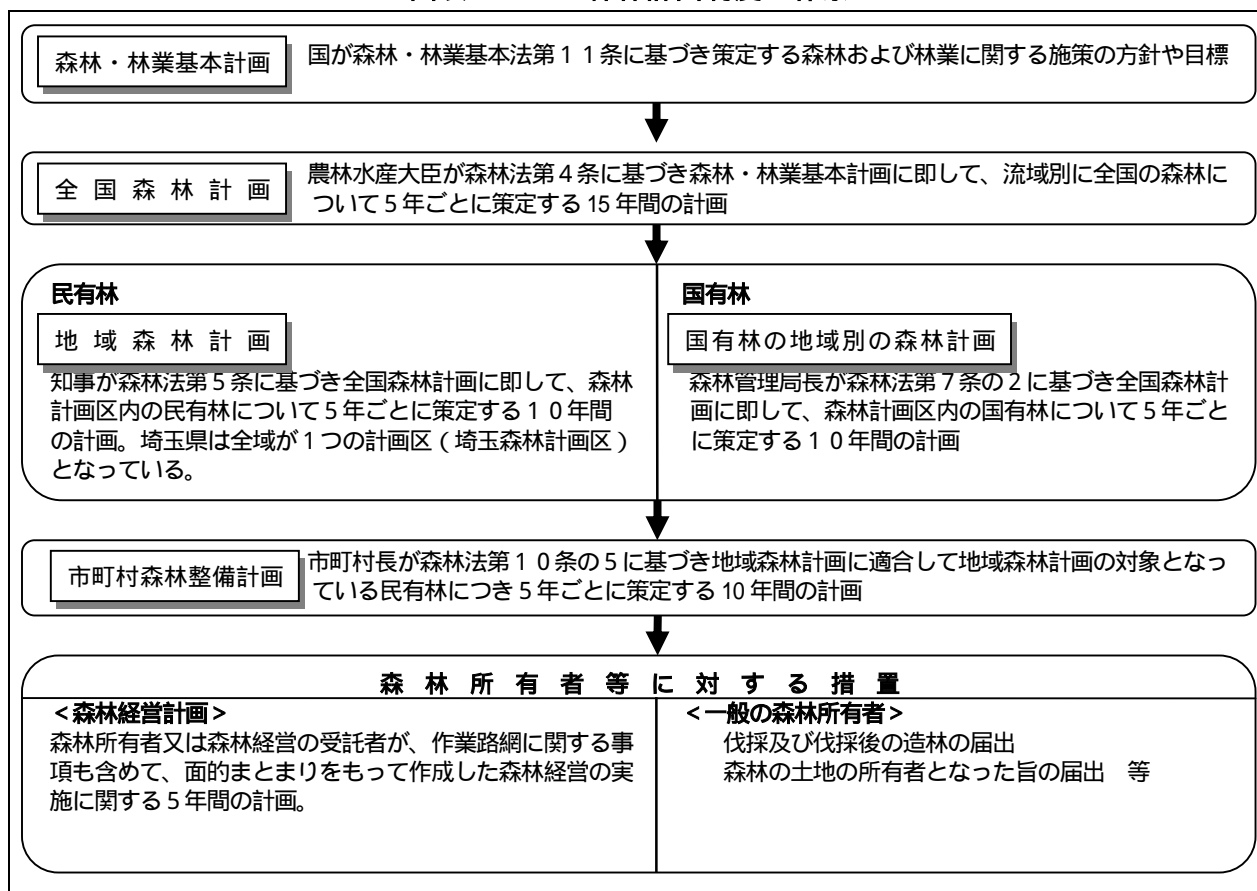 森林・林業基本計画
国が森林・林業基本法第１１条に基づき策定する森林および林業に関する施策の方針や目標
全国森林計画
農林水産大臣が森林法第４条に基づき森林・林業基本計画に即して、流域別に全国の森林に
ついて５年ごとに策定する15年間の計画
民有林
地域森林計画
知事が森林法第５条に基づき全国森林計画に即して、森林
計画区内の民有林について５年ごとに策定する１０年間
の計画。埼玉県は全域が１つの計画区（埼玉森林計画区）
となっている。
国有林
国有林の地域別の森林計画
森林管理局長が森林法第７条の２に基づき全国森林計
画に即して、森林計画区内の国有林について５年ごと
に策定する１０年間の計画
市町村森林整備計画
市町村長が森林法第１０条の５に基づき地域森林計画に適合して地域森林計画の対象となっ
ている民有林につき５年ごとに策定する10年間の計画
森林所有者等に対する措置
＜森林経営計画＞
森林所有者又は森林経営の受託者が、作業路網に関する事
項も含めて、面的まとまりをもって作成した森林経営の実
施に関する５年間の計画。
＜一般の森林所有者＞
伐採及び伐採後の造林の届出
森林の土地の所有者となった旨の届出　等